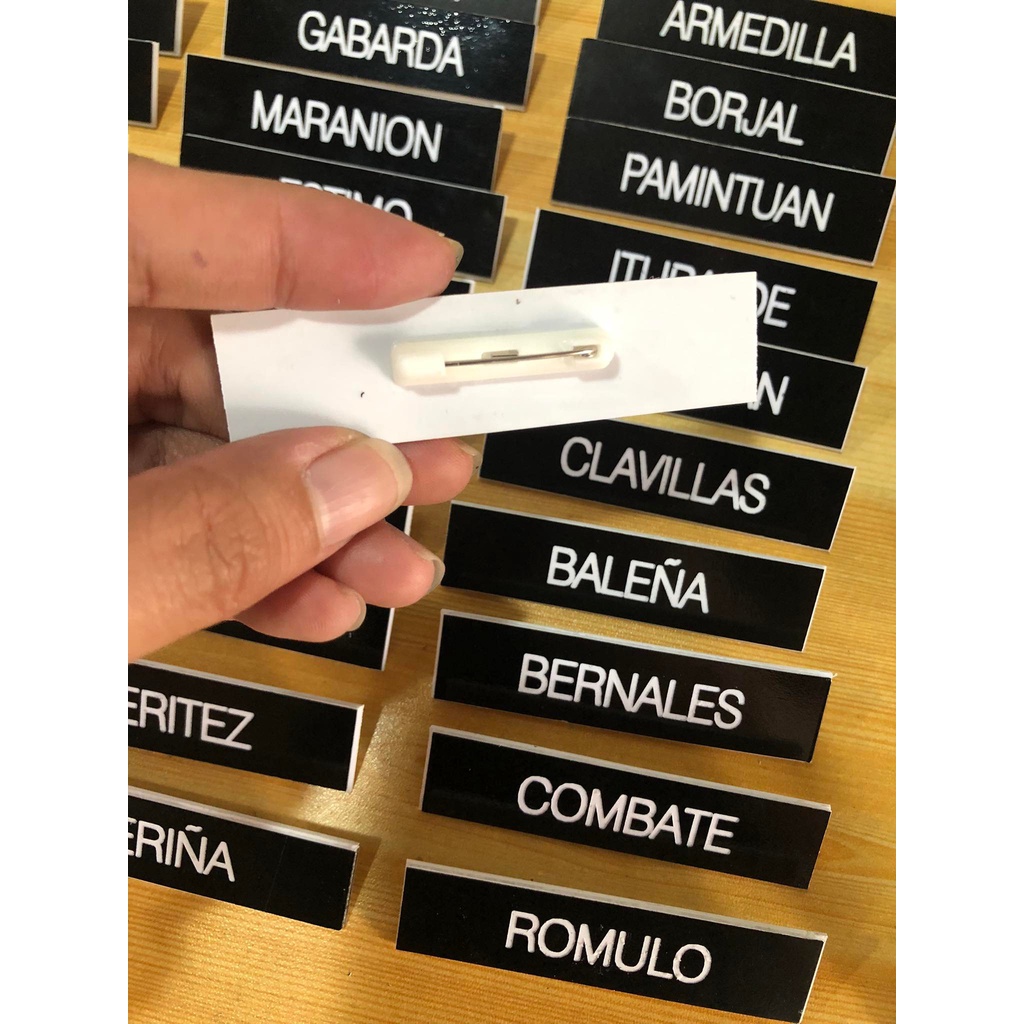 GABARDA
MARANION
ARMEDILLA
BORJAL
PAMINTUAN
CLAVILLAS
BALEÑA
BERNALES
COMBATE
ROMULO
ERITEZ
ERIÑA